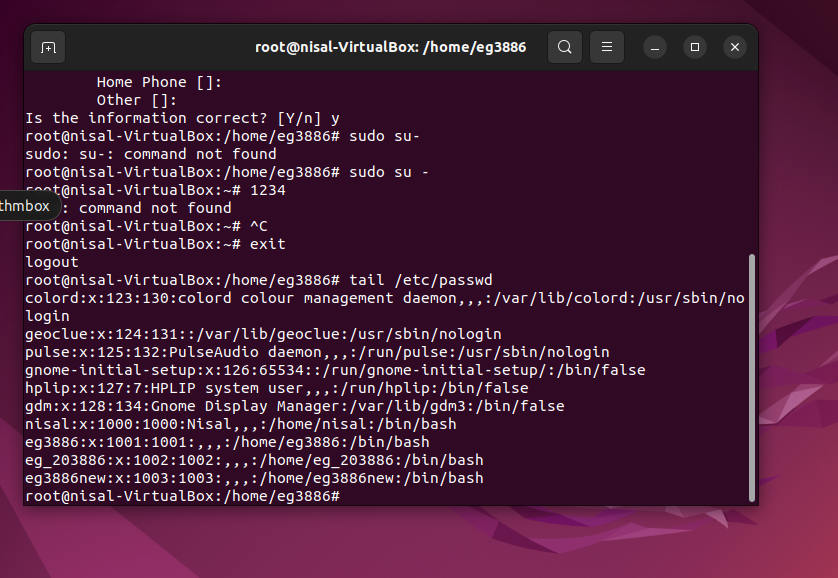 root@nisal-VirtualBox: /home/eg3886
Home Phone []:
Other []:
Is the information correct? [Y/n] y
root@nisal-VirtualBox:/home/eg3886# sudo su-
sudo: su-: command not found
root@nisal-VirtualBox:/home/eg3886# sudo su -
root@nisal-VirtualBox:~# 1234
thmbox : command not found
root@nisal-VirtualBox:~# ^C
root@nisal-VirtualBox:~# exit
logout
root@nisal-VirtualBox:/home/eg3886# tail /etc/passwd
colord:x:123:130:colord colour management daemon,,,:/var/lib/colord:/usr/sbin/no
login
geoclue:x:124:131::/var/lib/geoclue:/usr/sbin/nologin
pulse:x:125:132:PulseAudio daemon,,,:/run/pulse:/usr/sbin/nologin
gnome-initial-setup:x:126:65534::/run/gnome-initial-setup/:/bin/false
hplip:x:127:7:HPLIP system user,,,:/run/hplip:/bin/false
gdm:x:128:134:Gnome Display Manager:/var/lib/gdm3:/bin/false
nisal:x:1000:1000:Nisal,,,:/home/nisal:/bin/bash
eg3886:x:1001:1001:,,,:/home/eg3886:/bin/bash
eg_203886:x:1002:1002:,,,:/home/eg_203886:/bin/bash
eg3886new:x:1003:1003:,,,:/home/eg3886new:/bin/bash
root@nisal-VirtualBox:/home/eg3886#